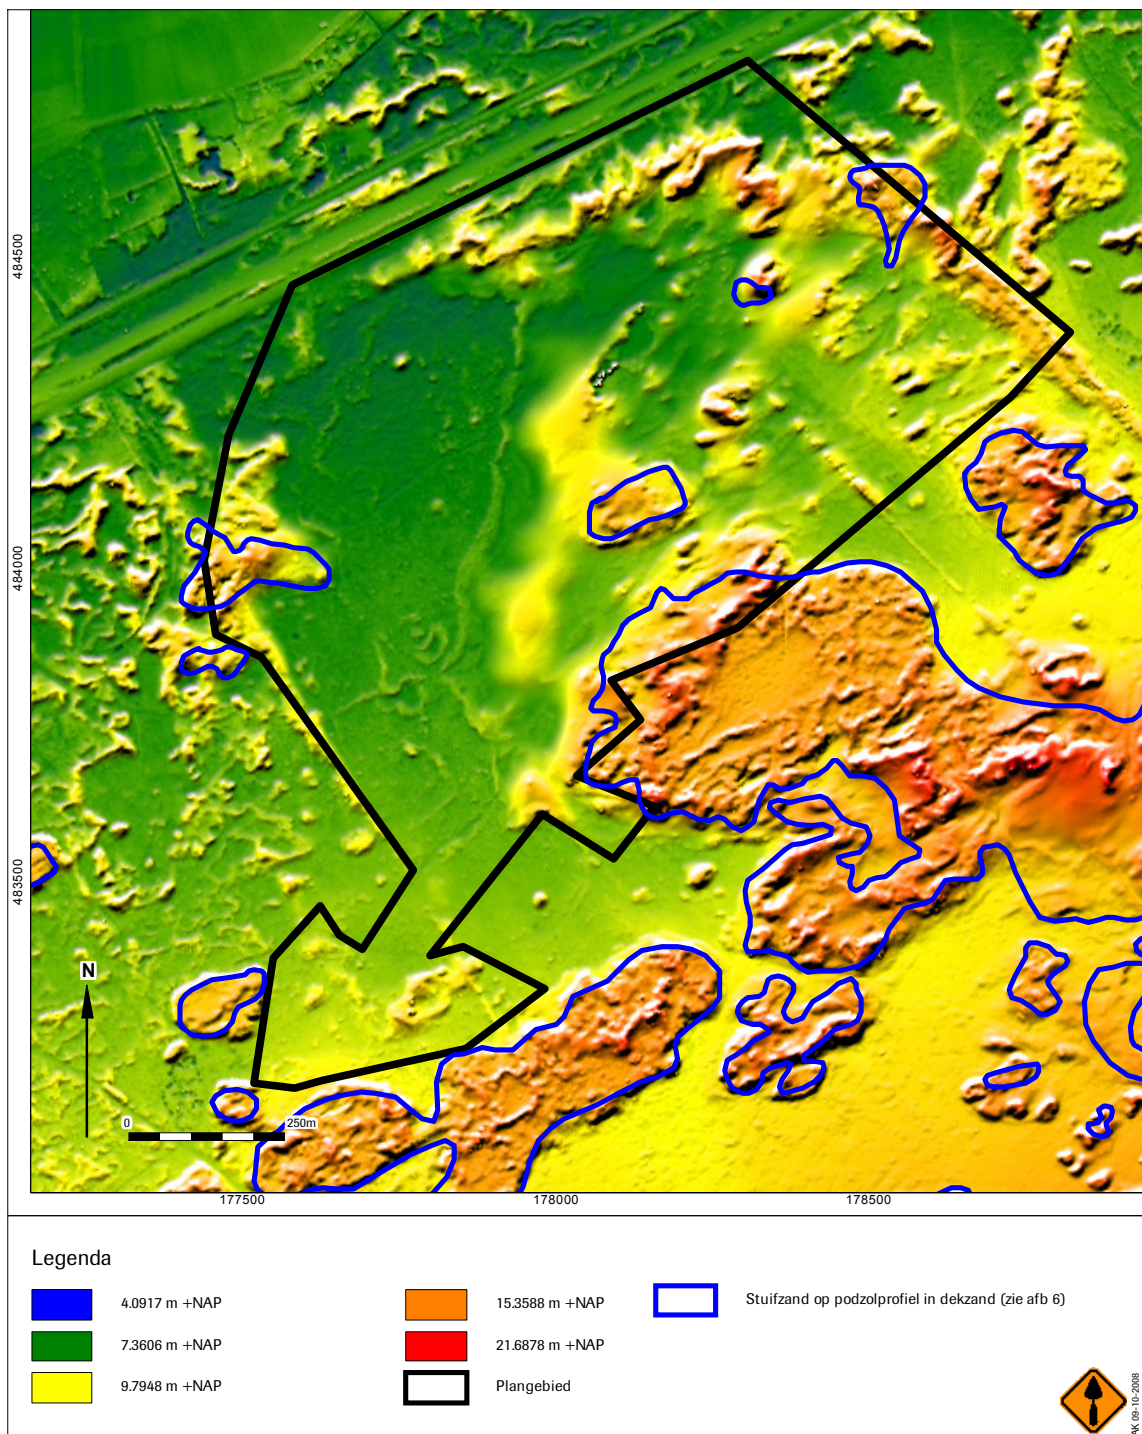 484500
484000
483500
N
0
250m
177500
178000
178500
Legenda
4.0917 m +NAP
7.3606 m +NAP
9.7948 m +NAP
15.3588 m +NAP
21.6878 m +NAP
Plangebied
Stuifzand op podzolprofiel in dekzand (zie afb 6)
AK 09-10-2008